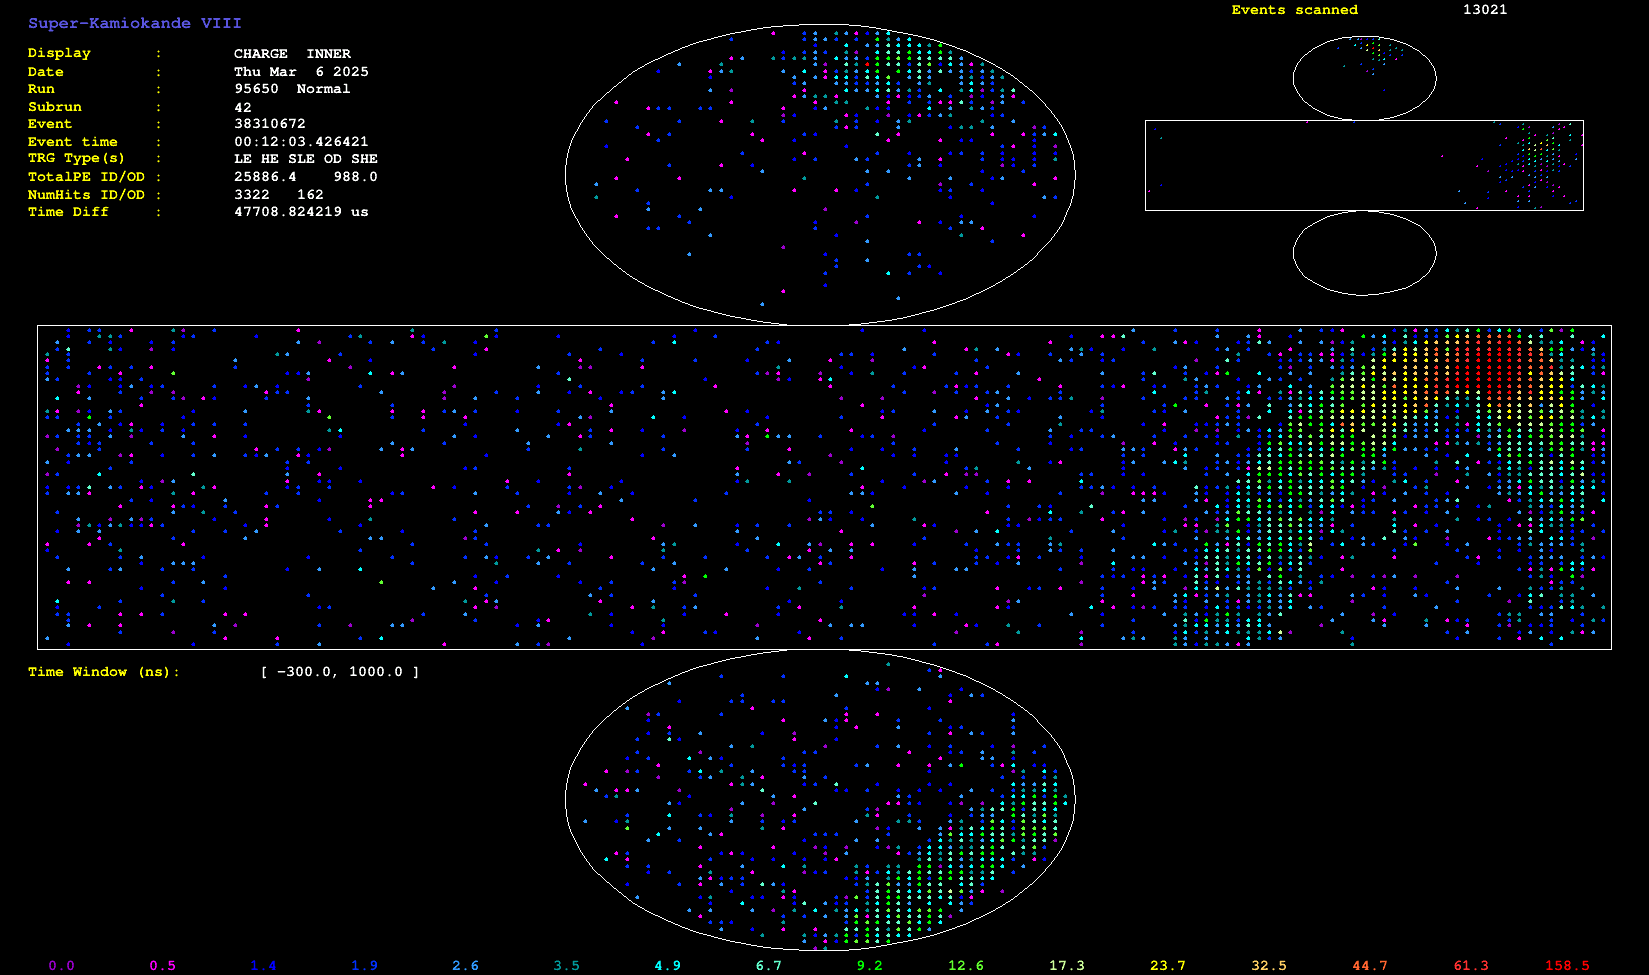 Super-Kamiokande VIII
Events scanned 13021
Display : CHARGE INNER
Date : Thu Mar 6 2025
Run : 95650 Normal
Subrun : 42
Event : 38310672
Event time : 00:12:03.426421
TRG Type(s) : LE HE SLE OD SHE
TotalPE ID/OD : 25886.4 988.0
NumHits ID/OD : 3322 162
Time Diff : 47708.824219 us
Time Window (ns): [ -300.0, 1000.0 ]
0.0 0.5 1.4 1.9 2.6 3.5 4.9 6.7 9.2 12.6 17.3 23.7 32.5 44.7 61.3 158.5